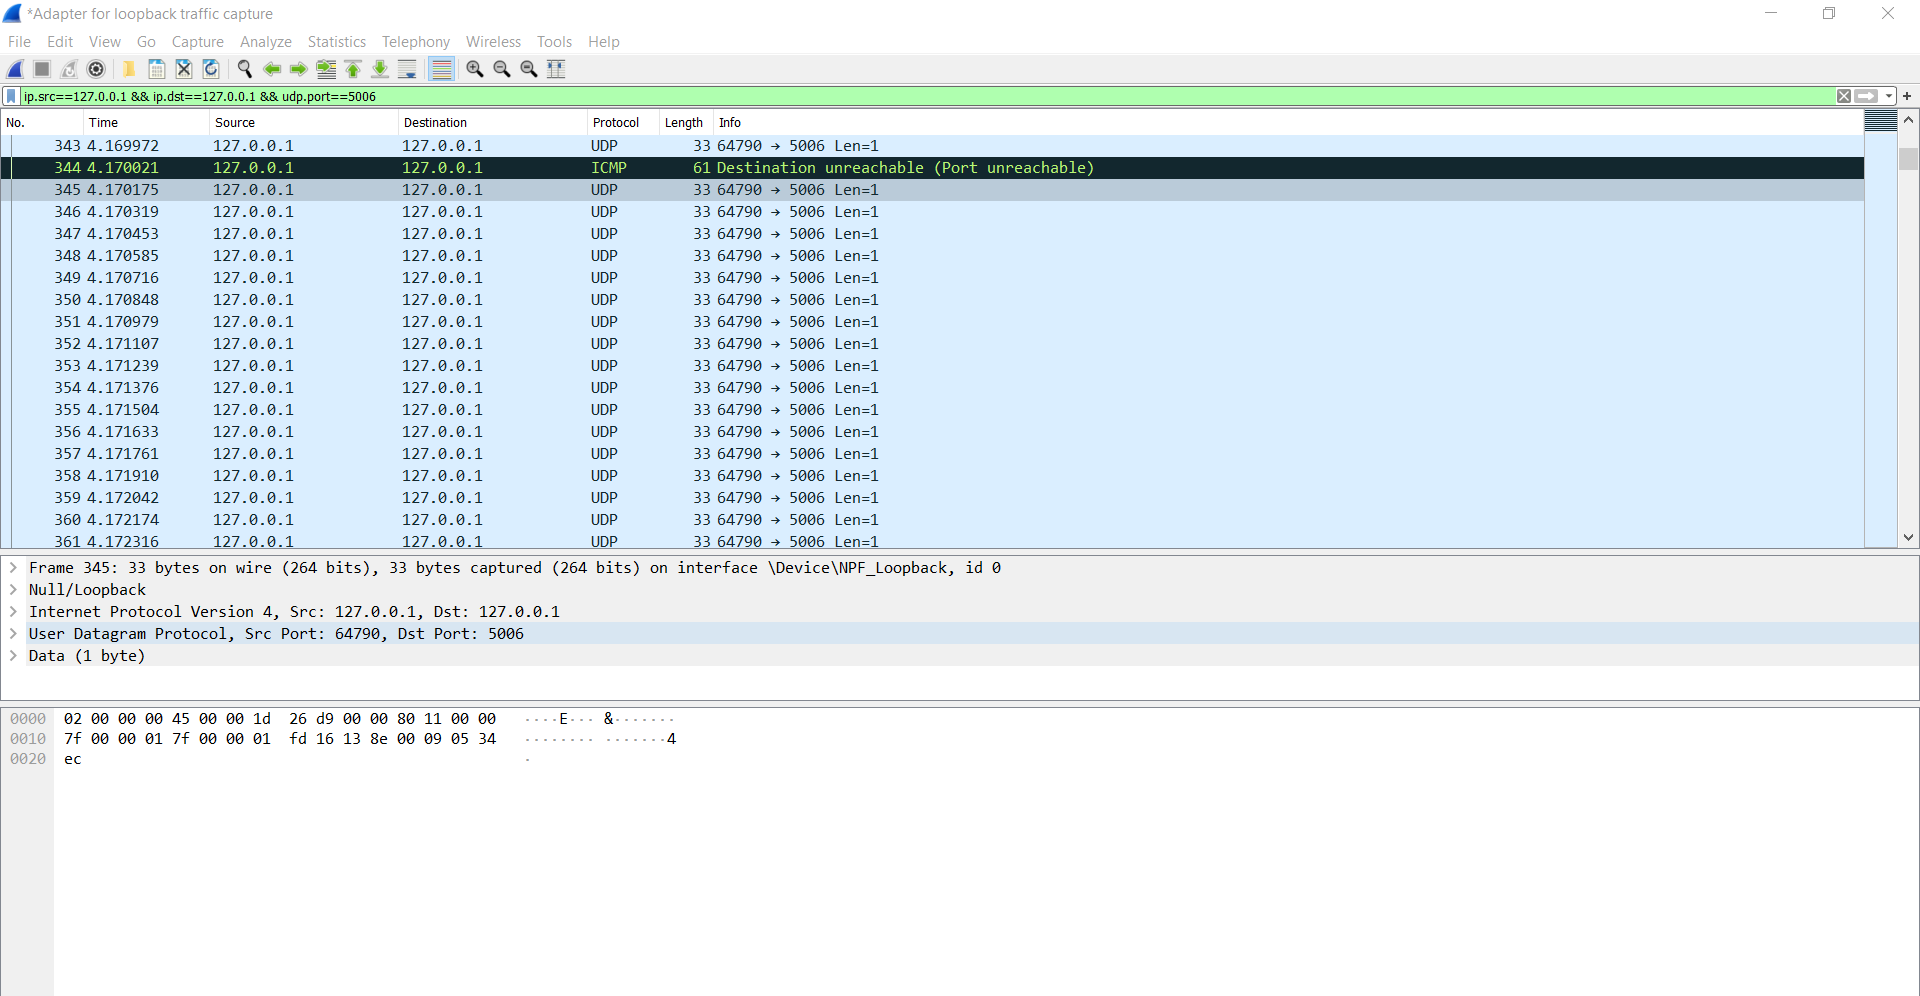 *Adapter for loopback traffic capture
File Edit View Go Capture Analyze Statistics Telephony Wireless Tools Help
ip.src==127.0.0.1 && ip.dst==127.0.0.1 && udp.port==5006
No. Time Source Destination Protocol Length Info
343 4.169972 127.0.0.1 127.0.0.1 UDP 33 64790 → 5006 Len=1
344 4.170021 127.0.0.1 127.0.0.1 ICMP 61 Destination unreachable (Port unreachable)
345 4.170175 127.0.0.1 127.0.0.1 UDP 33 64790 → 5006 Len=1
346 4.170319 127.0.0.1 127.0.0.1 UDP 33 64790 → 5006 Len=1
347 4.170453 127.0.0.1 127.0.0.1 UDP 33 64790 → 5006 Len=1
348 4.170585 127.0.0.1 127.0.0.1 UDP 33 64790 → 5006 Len=1
349 4.170716 127.0.0.1 127.0.0.1 UDP 33 64790 → 5006 Len=1
350 4.170848 127.0.0.1 127.0.0.1 UDP 33 64790 → 5006 Len=1
351 4.170979 127.0.0.1 127.0.0.1 UDP 33 64790 → 5006 Len=1
352 4.171107 127.0.0.1 127.0.0.1 UDP 33 64790 → 5006 Len=1
353 4.171239 127.0.0.1 127.0.0.1 UDP 33 64790 → 5006 Len=1
354 4.171376 127.0.0.1 127.0.0.1 UDP 33 64790 → 5006 Len=1
355 4.171504 127.0.0.1 127.0.0.1 UDP 33 64790 → 5006 Len=1
356 4.171633 127.0.0.1 127.0.0.1 UDP 33 64790 → 5006 Len=1
357 4.171761 127.0.0.1 127.0.0.1 UDP 33 64790 → 5006 Len=1
358 4.171910 127.0.0.1 127.0.0.1 UDP 33 64790 → 5006 Len=1
359 4.172042 127.0.0.1 127.0.0.1 UDP 33 64790 → 5006 Len=1
360 4.172174 127.0.0.1 127.0.0.1 UDP 33 64790 → 5006 Len=1
361 4.172316 127.0.0.1 127.0.0.1 UDP 33 64790 → 5006 Len=1
Frame 345: 33 bytes on wire (264 bits), 33 bytes captured (264 bits) on interface \Device\NPF_Loopback, id 0
Null/Loopback
Internet Protocol Version 4, Src: 127.0.0.1, Dst: 127.0.0.1
User Datagram Protocol, Src Port: 64790, Dst Port: 5006
Data (1 byte)
0000 02 00 00 00 45 00 00 1d 26 d9 00 00 80 11 00 00 ····E··· &·······
0010 7f 00 00 01 7f 00 00 01 fd 16 13 8e 00 09 05 34 ········ ·······4
0020 ec ·